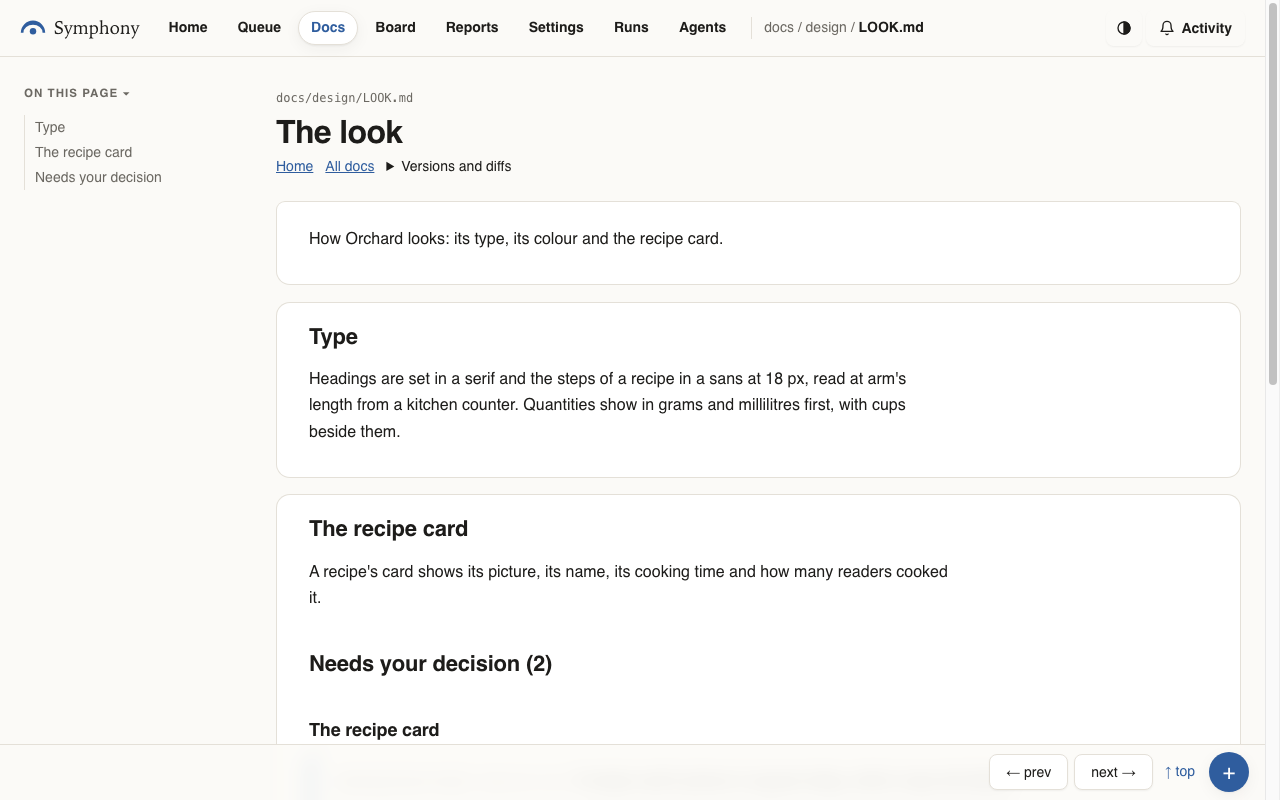 Symphony
Home Queue Docs Board Reports Settings Runs Agents docs / design / LOOK.md Activity
ON THIS PAGE
Type
The recipe card
Needs your decision
docs/design/LOOK.md
The look
Home All docs Versions and diffs
How Orchard looks: its type, its colour and the recipe card.
Type
Headings are set in a serif and the steps of a recipe in a sans at 18 px, read at arm's
length from a kitchen counter. Quantities show in grams and millilitres first, with cups
beside them.
The recipe card
A recipe's card shows its picture, its name, its cooking time and how many readers cooked
it.
Needs your decision (2)
The recipe card
← prev next → ↑ top +